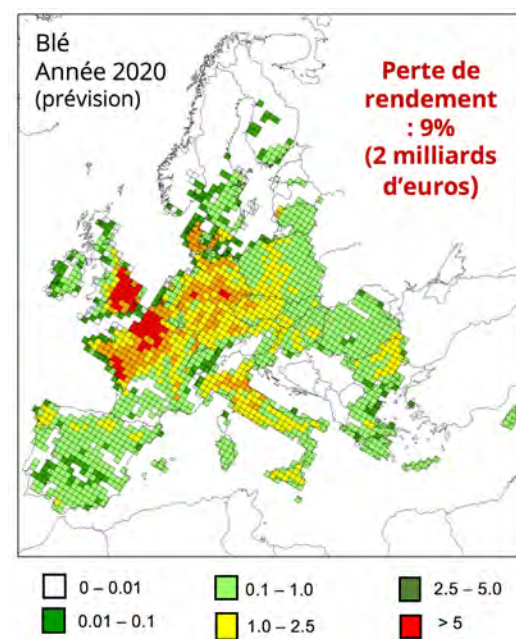 Blé
Année 2020
(prévision)
Perte de
rendement
: 9%
(2 milliards
d’euros)
0 – 0.01
0.1 – 1.0
2.5 – 5.0
0.01 – 0.1
1.0 – 2.5
> 5